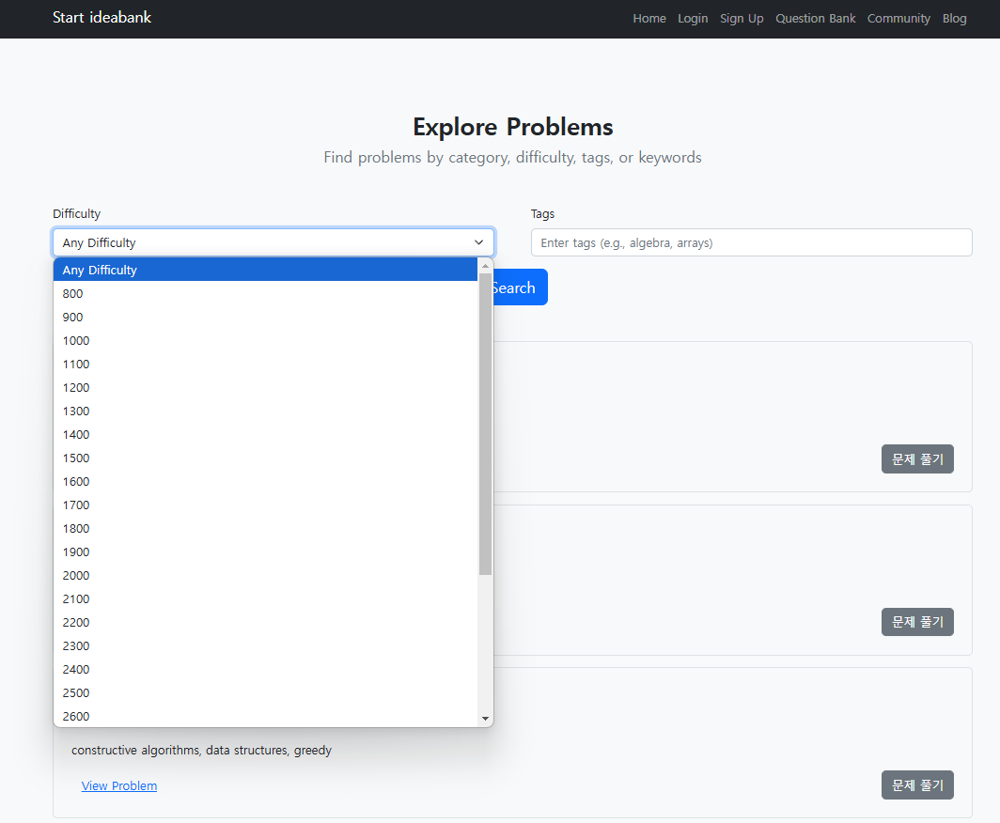 Start ideabank
Home Login Sign Up Question Bank Community Blog
Explore Problems
Find problems by category, difficulty, tags, or keywords
Difficulty
Tags
Any Difficulty
Enter tags (e.g., algebra, arrays)
Any Difficulty
Search
800
900
1000
1100
1200
1300
1400
1500
문제 풀기
1600
1700
1800
1900
2000
2100
2200
문제 풀기
2300
2400
2500
2600
constructive algorithms, data structures, greedy
View Problem
문제 풀기